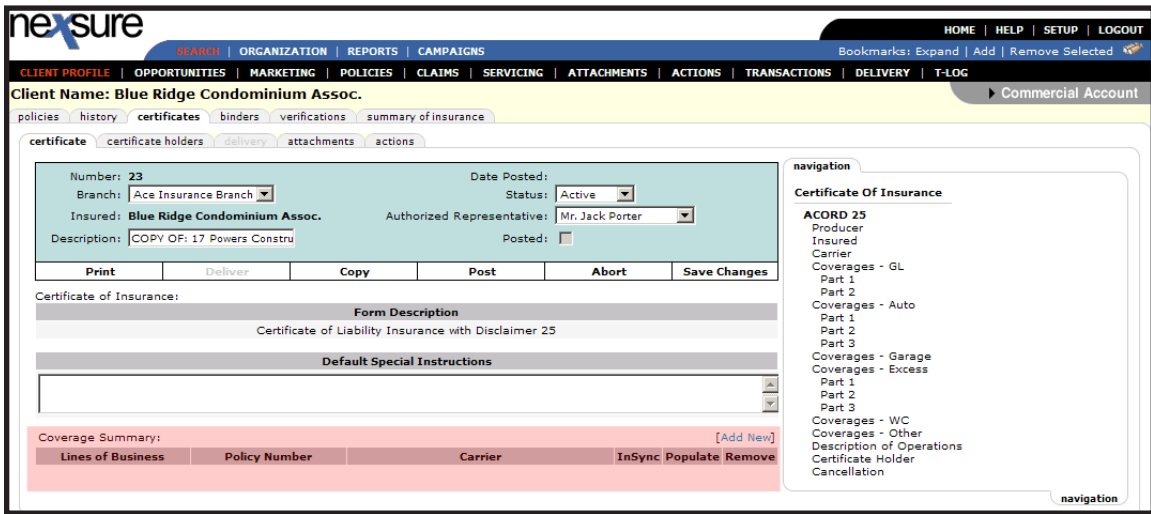 nexsure
HOME | HELP | SETUP | LOGOUT
SEARCH | ORGANIZATION | REPORTS | CAMPAIGNS
Bookmarks: Expand | Add | Remove Selected
CLIENT PROFILE | OPPORTUNITIES | MARKETING | POLICIES | CLAIMS | SERVICING | ATTACHMENTS | ACTIONS | TRANSACTIONS | DELIVERY | T-LOG
Client Name: Blue Ridge Condominium Assoc.
Commercial Account
policies history certificates binders verifications summary of insurance
certificate certificate holders delivery attachments actions
Number: 23
Date Posted:
Branch: Ace Insurance Branch
Status: Active
Insured: Blue Ridge Condominium Assoc.
Authorized Representative: Mr. Jack Porter
Description: COPY OF: 17 Powers Constru
Posted:
Print Deliver Copy Post Abort Save Changes
Certificate of Insurance:
Form Description
Certificate of Liability Insurance with Disclaimer 25
Default Special Instructions
Coverage Summary: [Add New]
Lines of Business Policy Number Carrier InSync Populate Remove
navigation
Certificate Of Insurance
ACORD 25
Producer
Insured
Carrier
Coverages - GL
Part 1
Part 2
Coverages - Auto
Part 1
Part 2
Part 3
Coverages - Garage
Coverages - Excess
Part 1
Part 2
Part 3
Coverages - WC
Coverages - Other
Description of Operations
Certificate Holder
Cancellation
navigation